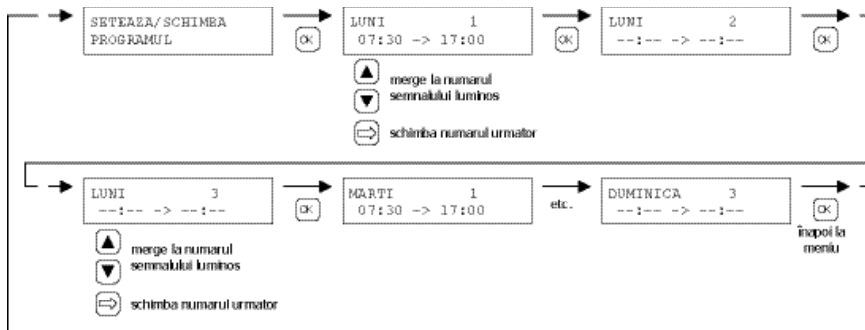 SETEAZA/SCHIMBA
PROGRAMUL
OK
LUNI 1
07:30 -> 17:00
OK
LUNI 2
--:-- -> --:--
OK
merge la numarul
semnalului luminos
schimba numarul urmator
LUNI 3
--:-- -> --:--
OK
MARTI 1
07:30 -> 17:00
etc.
DUMINICA 3
--:-- -> --:--
OK
înapoi la
meniu
merge la numarul
semnalului luminos
schimba numarul urmator